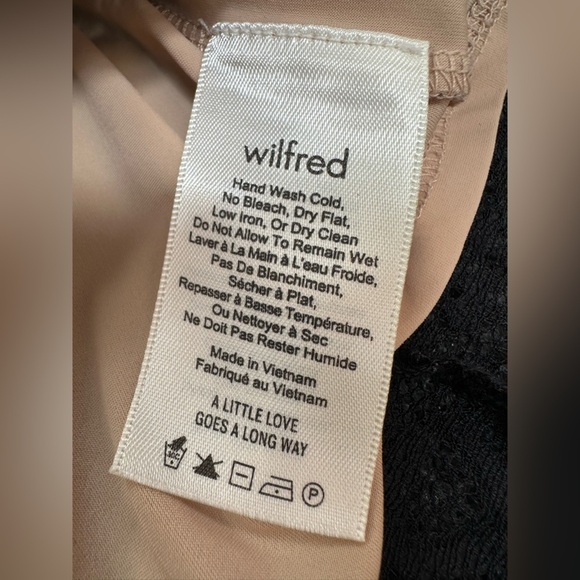 wilfred
Hand Wash Cold,
No Bleach, Dry Flat,
Low Iron, Or Dry Clean
Do Not Allow To Remain Wet
Laver à La Main à L'eau Froide,
Pas De Blanchiment,
Sécher à Plat,
Repasser à Basse Température,
Ou Nettoyer à Sec
Ne Doit Pas Rester Humide
Made in Vietnam
Fabriqué au Vietnam
A LITTLE LOVE
GOES A LONG WAY
P